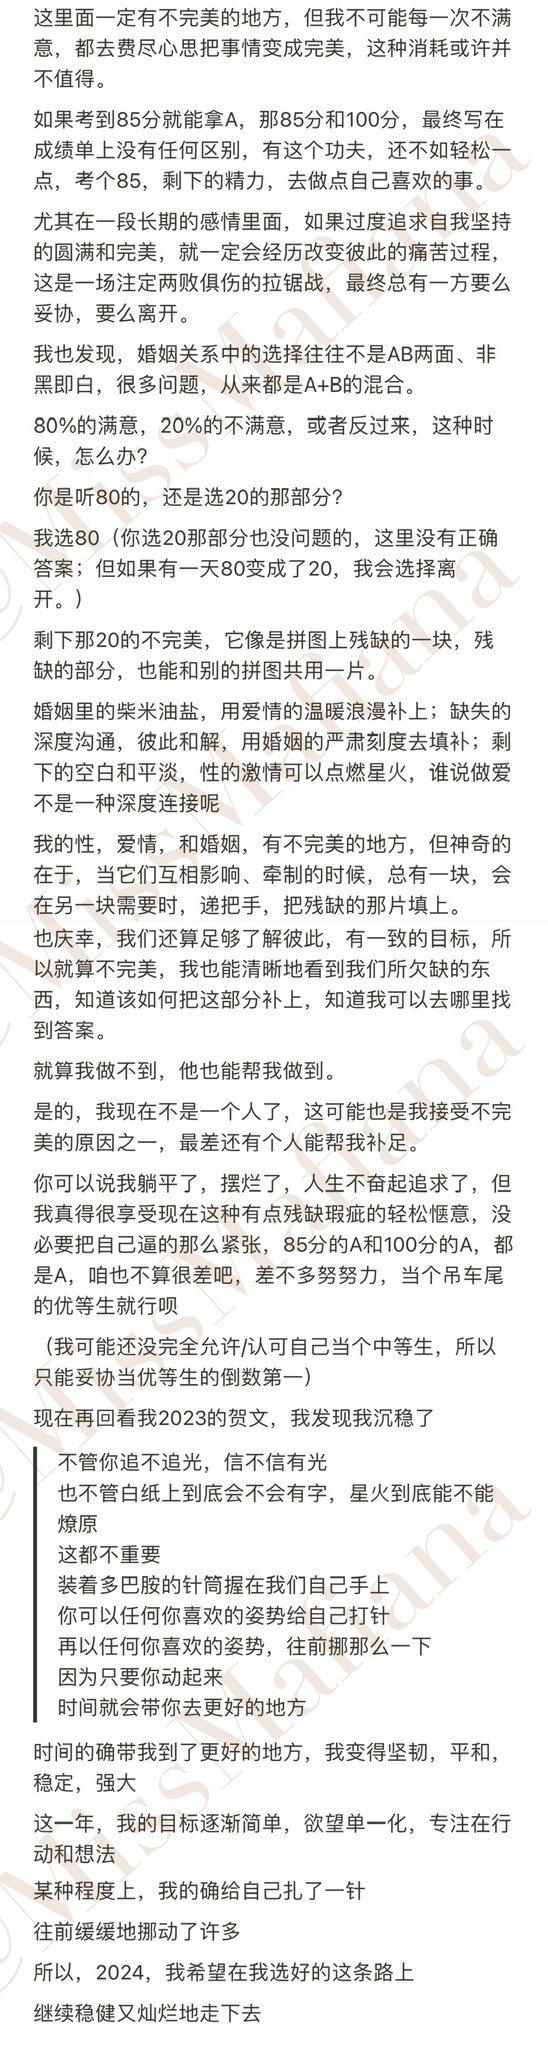 这里面一定有不完美的地方，但我不可能每一次不满
意，都去费尽心思把事情变成完美，这种消耗或许并
不值得。
如果考到85分就能拿A，那85分和100分，最终写在
成绩单上没有任何区别，有这个功夫，还不如轻松一
点，考个85，剩下的精力，去做点自己喜欢的事。
尤其在一段长期的感情里面，如果过度追求自我坚持
的圆满和完美，就一定会经历改变彼此的痛苦过程，
这是一场注定两败俱伤的拉锯战，最终总有一方要么
妥协，要么离开。
我也发现，婚姻关系中的选择往往不是AB两面、非
黑即白，很多问题，从来都是A+B的混合。
80%的满意，20%的不满意，或者反过来，这种时
候，怎么办？
你是听80的，还是选20的那部分？
我选80（你选20那部分也没问题的，这里没有正确
答案；但如果有一天80变成了20，我会选择离
开。）
剩下那20的不完美，它像是拼图上残缺的一块，残
缺的部分，也能和别的拼图共用一片。
婚姻里的柴米油盐，用爱情的温暖浪漫补上；缺失的
深度沟通，彼此和解，用婚姻的严肃刻度去填补；剩
下的空白和平淡，性的激情可以点燃星火，谁说做爱
不是一种深度连接呢
我的性，爱情，和婚姻，有不完美的地方，但神奇的
在于，当它们互相影响、牵制的时候，总有一块，会
在另一块需要时，递把手，把残缺的那片填上。
也庆幸，我们还算足够了解彼此，有一致的目标，所
以就算不完美，我也能清晰地看到我们所欠缺的东
西，知道该如何把这部分补上，知道我可以去哪里找
到答案。
就算我做不到，他也能帮我做到。
是的，我现在不是一个人了，这可能也是我接受不完
美的原因之一，最差还有个人能帮我补足。
你可以说我躺平了，摆烂了，人生不奋起追求了，但
我真得很享受现在这种有点残缺瑕疵的轻松惬意，没
必要把自己逼的那么紧张，85分的A和100分的A，都
是A，咱也不算很差吧，差不多努努力，当个吊车尾
的优等生就行呗
（我可能还没完全允许/认可自己当个中等生，所以
只能妥协当优等生的倒数第一）
现在再回看我2023的贺文，我发现我沉稳了
不管你追不追光，信不信有光
也不管白纸上到底会不会有字，星火到底能不能
燎原
这都不重要
装着多巴胺的针筒握在我们自己手上
你可以任何你喜欢的姿势给自己打针
再以任何你喜欢的姿势，往前挪那么一下
因为只要你动起来
时间就会带你去更好的地方
时间的确带我到了更好的地方，我变得坚韧，平和，
稳定，强大
这一年，我的目标逐渐简单，欲望单一化，专注在行
动和想法
某种程度上，我的确给自己扎了一针
往前缓缓地挪动了许多
所以，2024，我希望在我选好的这条路上
继续稳健又灿烂地走下去
@MissMafiana
@MissMafiana
@MissMafiana
@MissMafiana